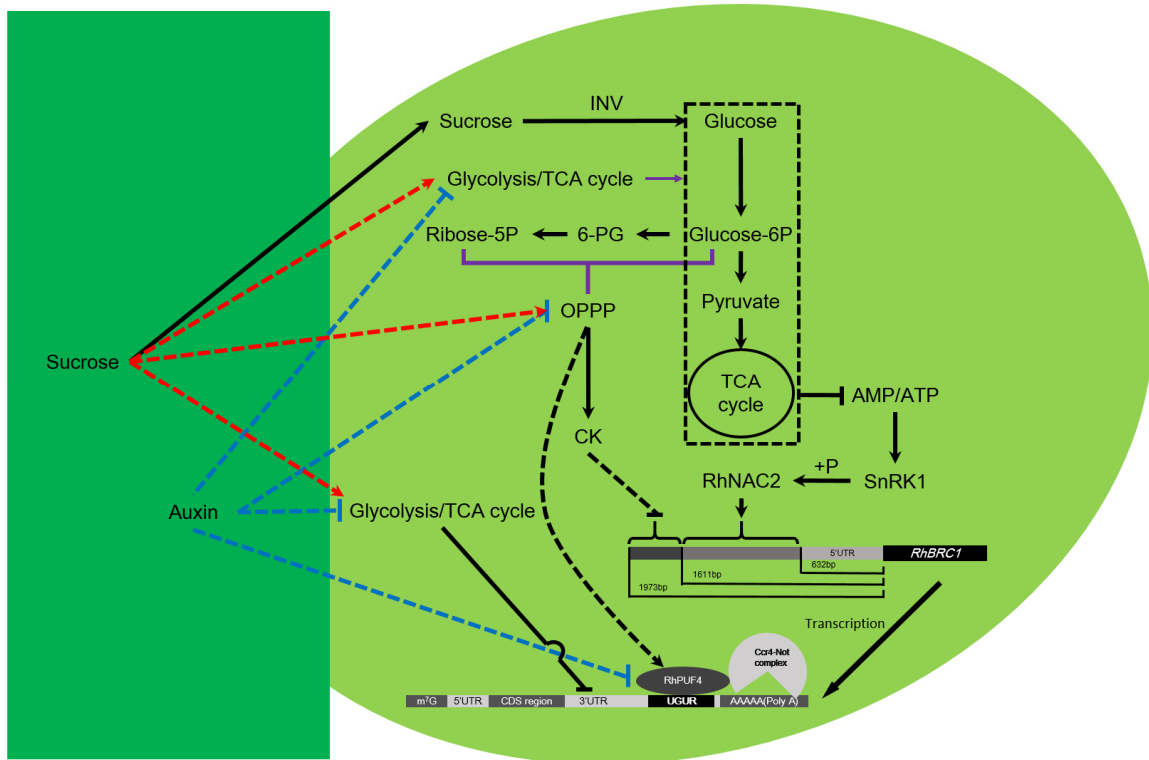 INV
Sucrose
Glucose
Glycolysis/TCA cycle
Ribose-5P
6-PG
Glucose-6P
Pyruvate
OPPP
Sucrose
TCA
cycle
AMP/ATP
CK
+P
RhNAC2
SnRK1
Auxin
Glycolysis/TCA cycle
5'UTR
RhBRC1
632bp
1611bp
1973bp
Transcription
Ccr4-Not
complex
RhPUF4
m⁷G
5'UTR
CDS region
3'UTR
UGUR
AAAAA(Poly A)